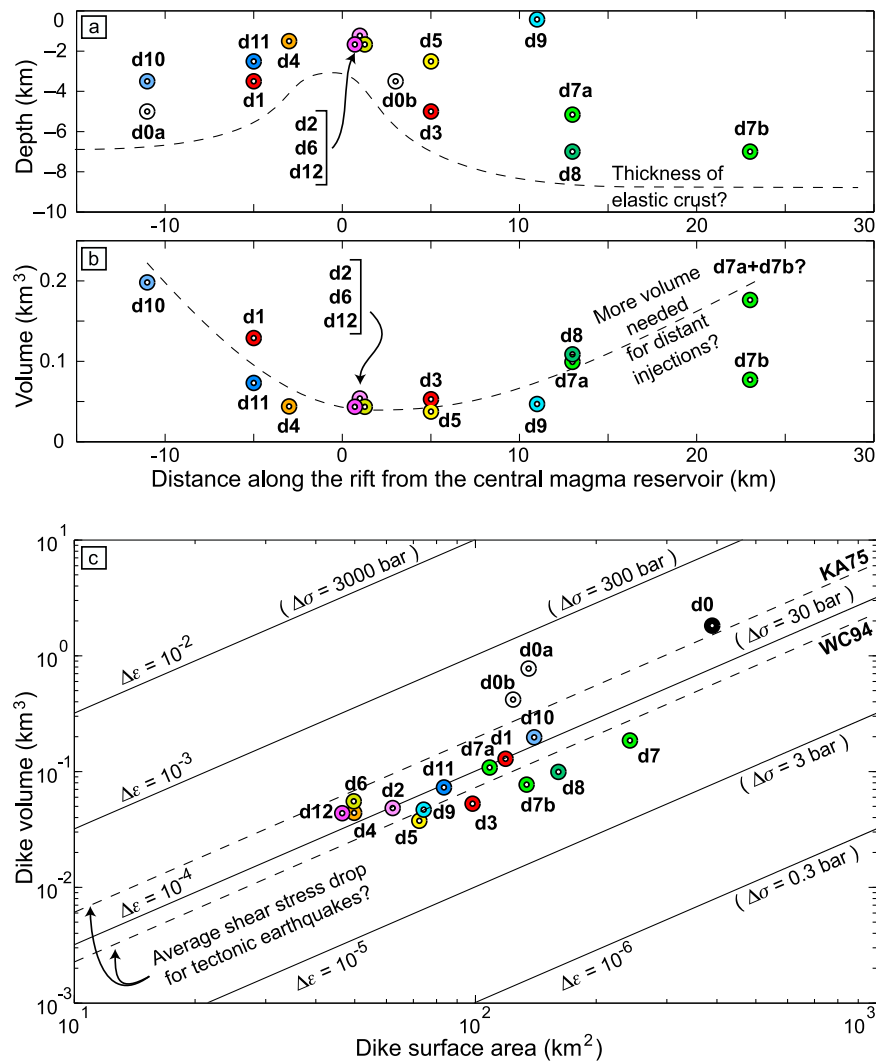 a
Depth (km)
0
–2
–4
–6
–8
–10
d10
d0a
d11
d1
d4
d2
d6
d12
d0b
d5
d3
d9
d7a
d8
d7b
Thickness of
elastic crust?
-10
0
10
20
30
b
Volume (km³)
0.2
0.1
0
d10
d1
d11
d4
d2
d6
d12
d3
d5
d9
d8
d7a
More volume
needed
for distant
injections?
d7a+d7b?
d7b
-10
0
10
20
30
Distance along the rift from the central magma reservoir (km)
c
Dike volume (km³)
10¹
10⁰
10⁻¹
10⁻²
10⁻³
( Δσ = 3000 bar )
( Δσ = 300 bar )
KA75
( Δσ = 30 bar )
WC94
( Δσ = 3 bar )
( Δσ = 0.3 bar )
Δε = 10⁻²
Δε = 10⁻³
Δε = 10⁻⁴
Δε = 10⁻⁵
Δε = 10⁻⁶
d0
d0a
d0b
d10
d1
d7a
d7
d11
d6
d2
d12
d4
d9
d5
d3
d7b
d8
Average shear stress drop
for tectonic earthquakes?
10¹
10²
10³
Dike surface area (km²)